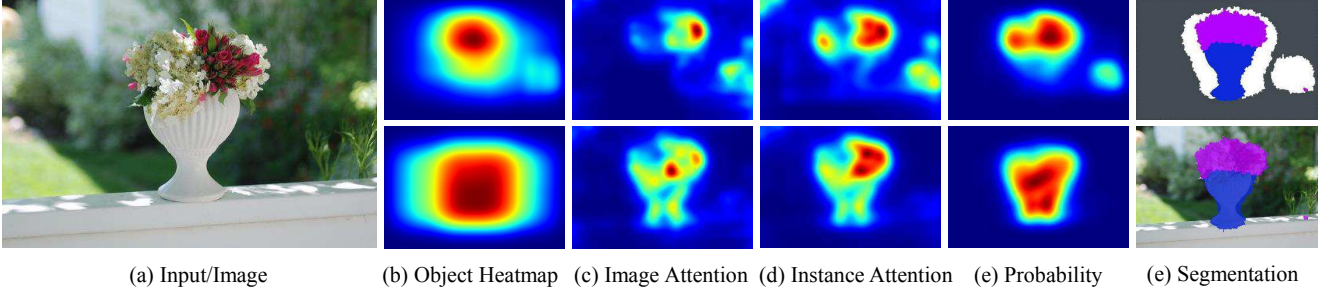 (a) Input/Image (b) Object Heatmap (c) Image Attention (d) Instance Attention (e) Probability (e) Segmentation